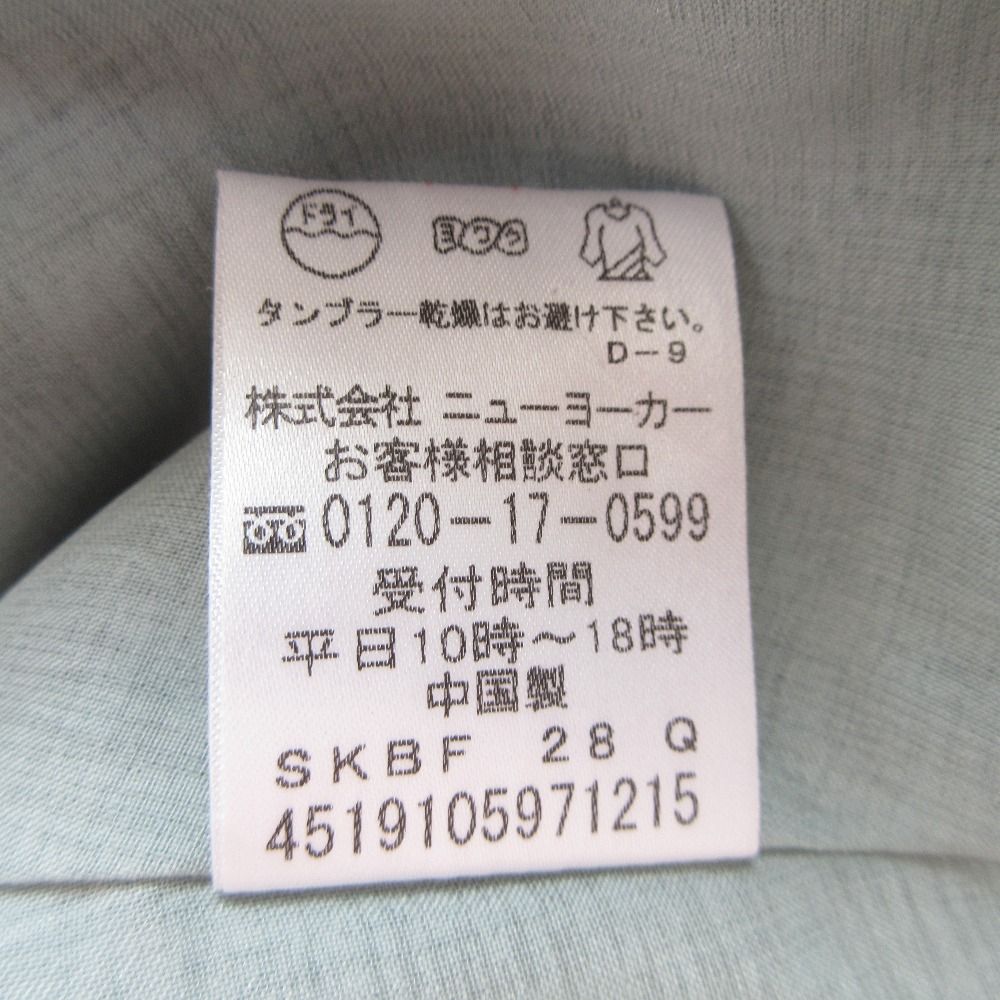 ドライ ヨワク
タンブラー乾燥はお避け下さい。
D-9
株式会社 ニューヨーカー
お客様相談窓口
0120-17-0599
受付時間
平日10時～18時
中国製
SKBF 28 Q
4519105971215